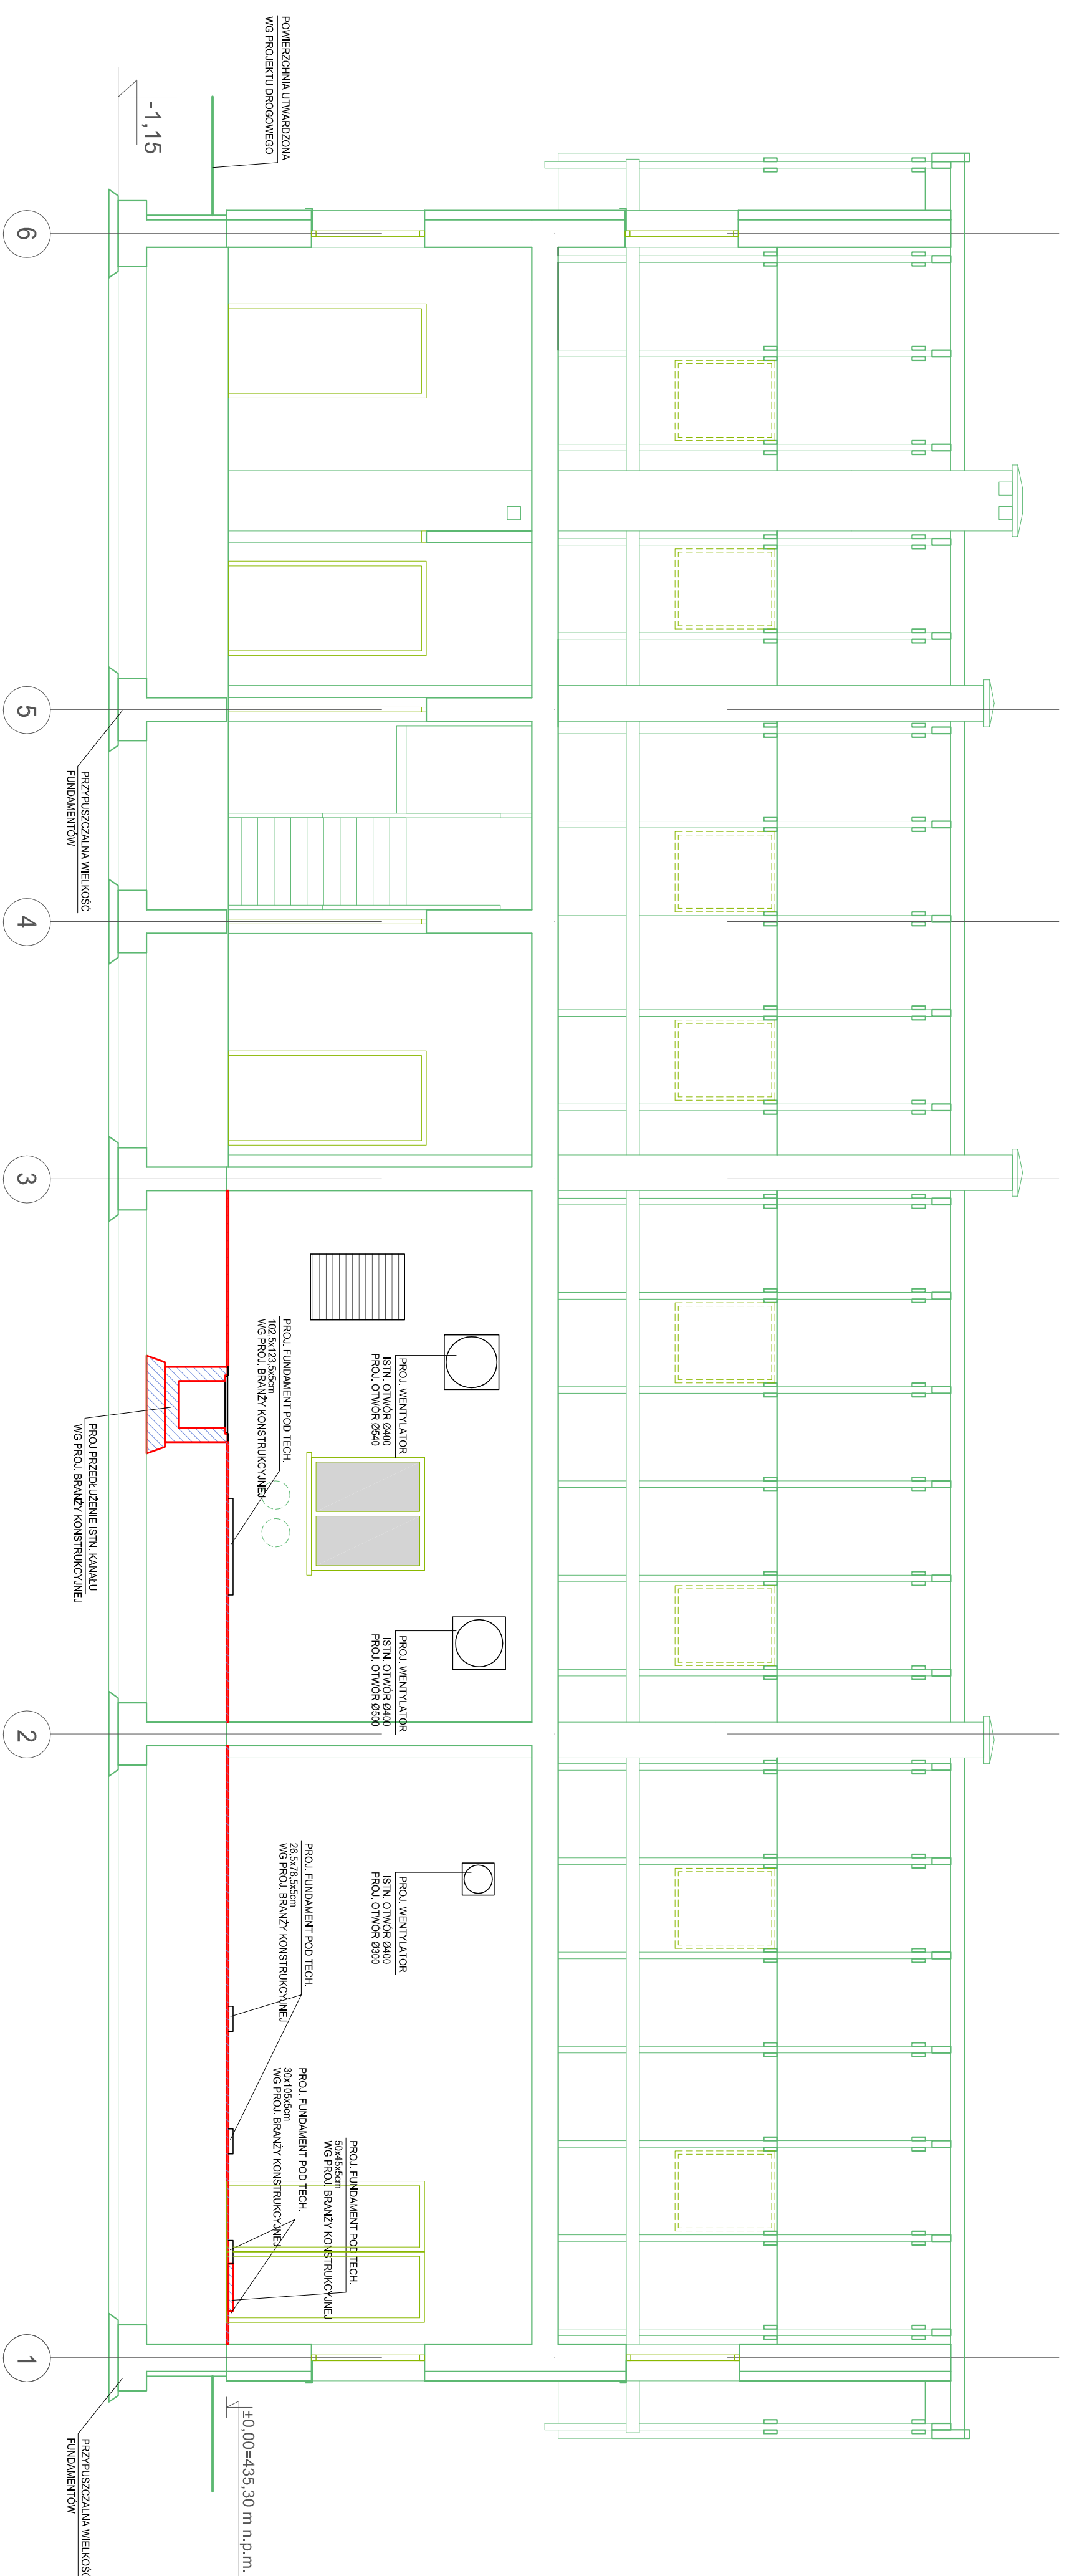 POWIERZCHNIA UTWARDZONA
WG PROJEKTU DROGOWEGO
-1,15
6
5
PRZYPUSZCZALNA WIELKOŚĆ
FUNDAMENTÓW
4
3
PROJ. WENTYLATOR
ISTN. OTWÓR Ø400
PROJ. OTWÓR Ø540
PROJ. FUNDAMENT POD TECH.
102,5x123,5x5cm
WG PROJ. BRANŻY KONSTRUKCYJNEJ
PROJ PRZEDŁUŻENIE ISTN. KANAŁU
WG PROJ. BRANŻY KONSTRUKCYJNEJ
PROJ. WENTYLATOR
ISTN. OTWÓR Ø400
PROJ. OTWÓR Ø500
2
PROJ. WENTYLATOR
ISTN. OTWÓR Ø400
PROJ. OTWÓR Ø300
PROJ. FUNDAMENT POD TECH.
26,5x78,5x5cm
WG PROJ. BRANŻY KONSTRUKCYJNEJ
PROJ. FUNDAMENT POD TECH.
30x105x5cm
WG PROJ. BRANŻY KONSTRUKCYJNEJ
PROJ. FUNDAMENT POD TECH.
50x45x5cm
WG PROJ. BRANŻY KONSTRUKCYJNEJ
1
±0,00=435,30 m n.p.m.
PRZYPUSZCZALNA WIELKOŚĆ
FUNDAMENTÓW